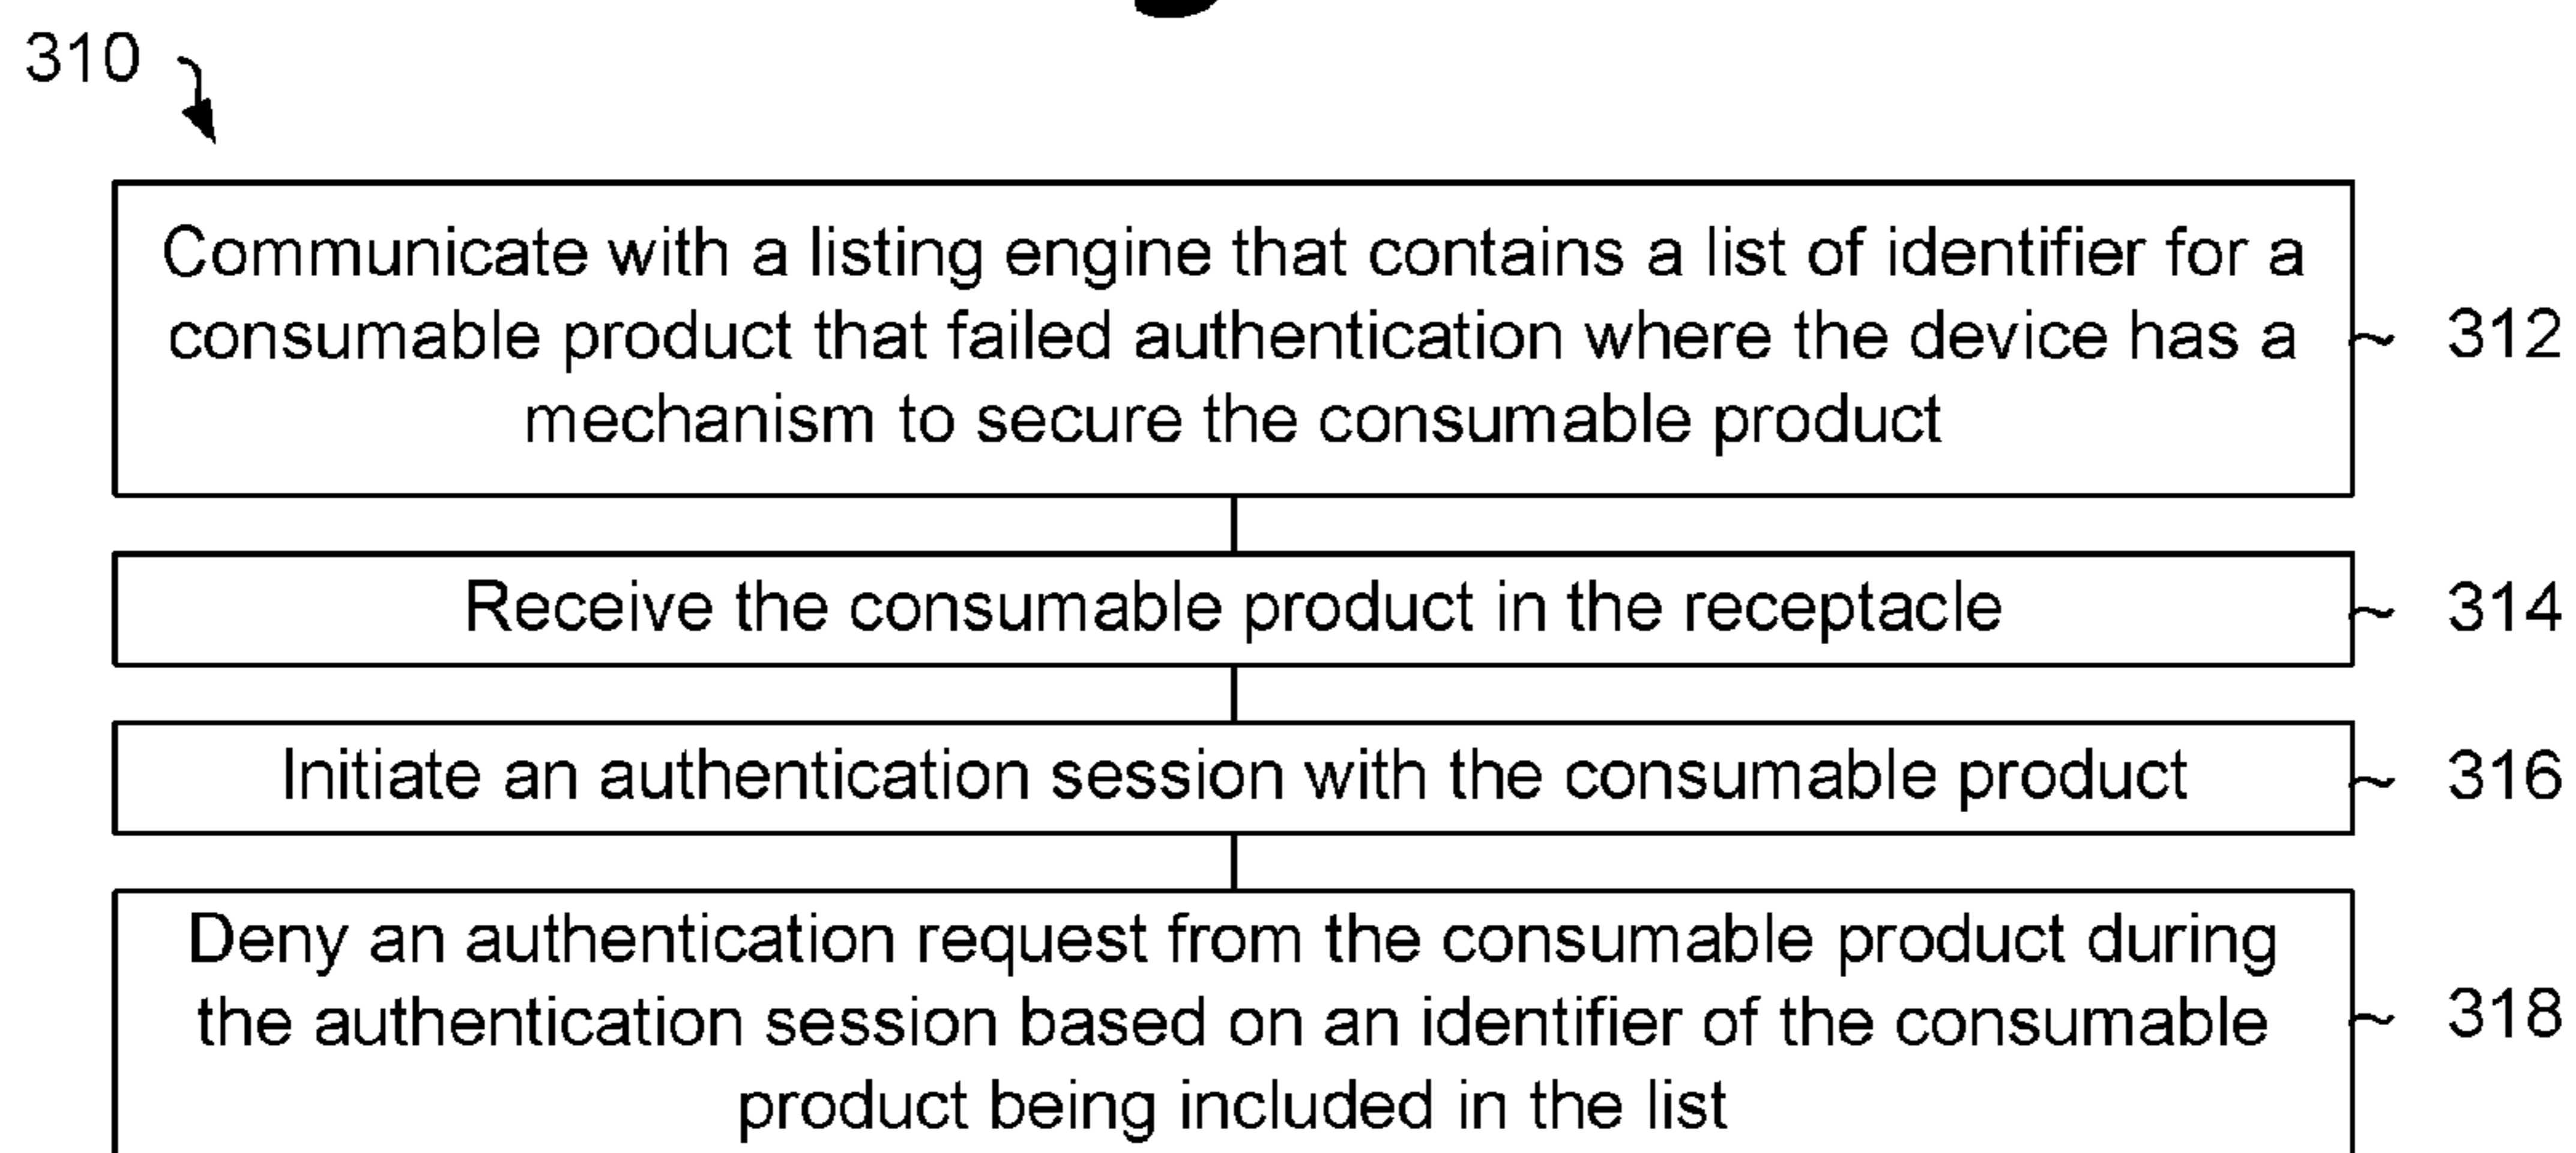 310
Communicate with a listing engine that contains a list of identifier for a
consumable product that failed authentication where the device has a
mechanism to secure the consumable product
312
Receive the consumable product in the receptacle
314
Initiate an authentication session with the consumable product
316
Deny an authentication request from the consumable product during
the authentication session based on an identifier of the consumable
product being included in the list
318